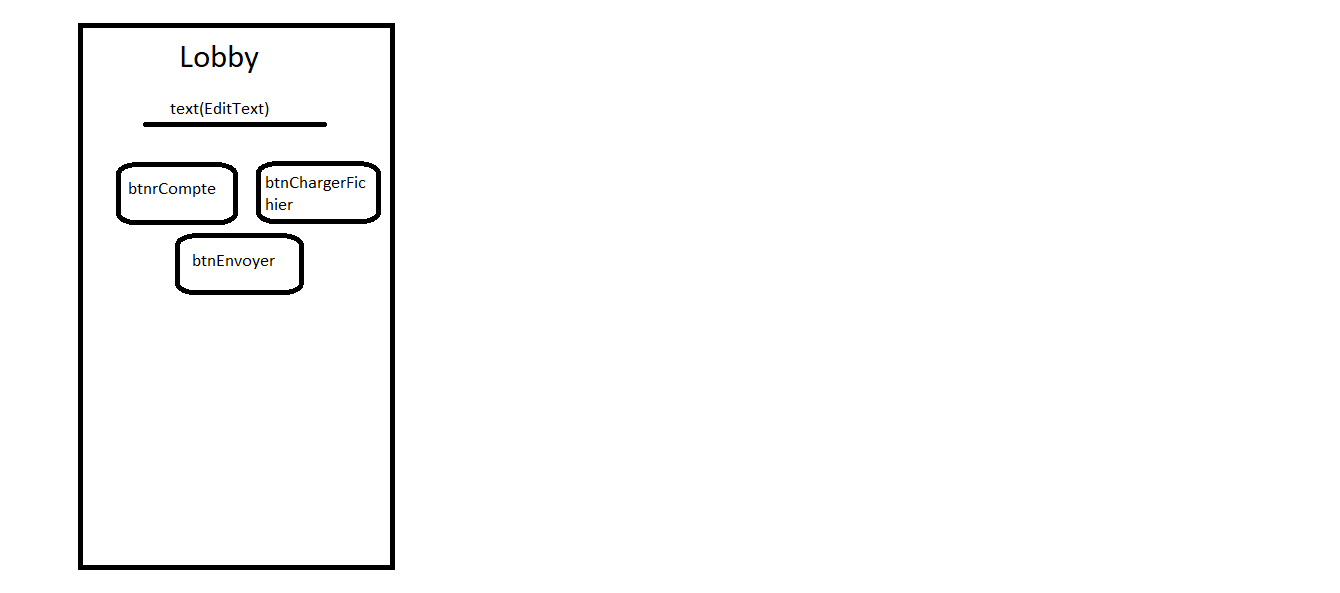 Lobby
text(EditText)
btnrCompte
btnChargerFic
hier
btnEnvoyer